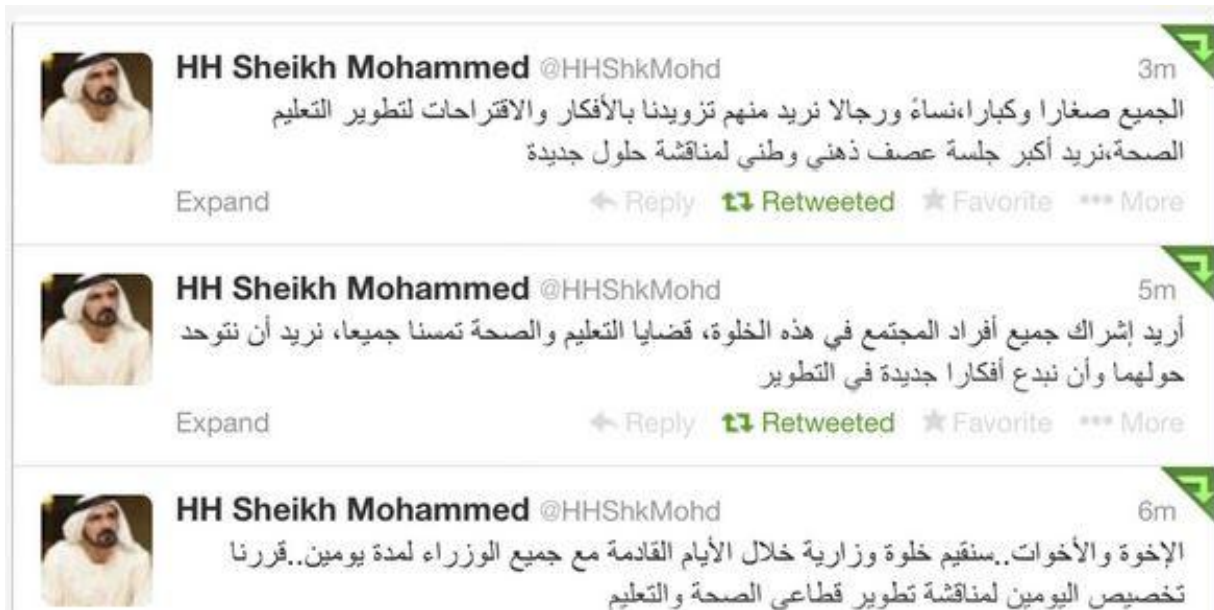 HH Sheikh Mohammed @HHShkMohd 3m
الجميع صغارا وكبارا،نساءً ورجالا نريد منهم تزويدنا بالأفكار والاقتراحات لتطوير التعليم
الصحة،نريد أكبر جلسة عصف ذهني وطني لمناقشة حلول جديدة
Expand Reply Retweeted Favorite More
HH Sheikh Mohammed @HHShkMohd 5m
أريد إشراك جميع أفراد المجتمع في هذه الخلوة، قضايا التعليم والصحة تمسنا جميعا، نريد أن نتوحد
حولهما وأن نبدع أفكارا جديدة في التطوير
Expand Reply Retweeted Favorite More
HH Sheikh Mohammed @HHShkMohd 6m
الإخوة والأخوات..سنقيم خلوة وزارية خلال الأيام القادمة مع جميع الوزراء لمدة يومين..قررنا
تخصيص اليومين لمناقشة تطوير قطاعي الصحة والتعليم